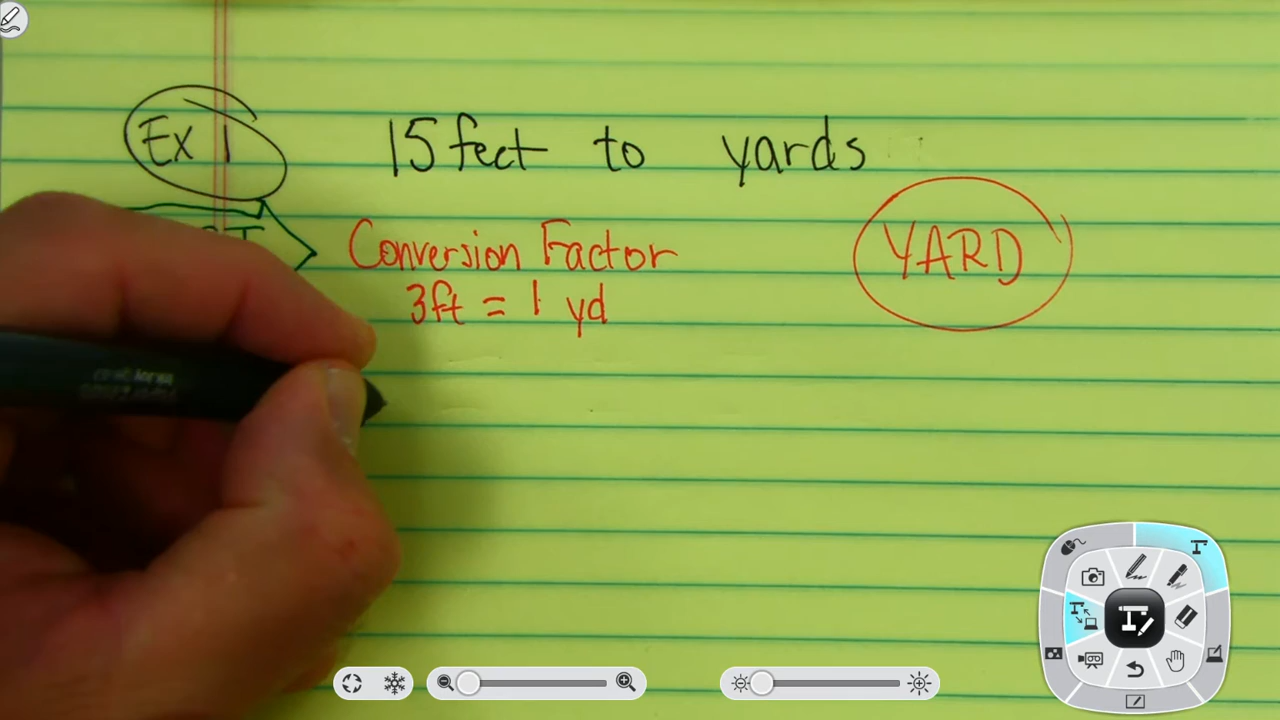 Ex 1
15 feet to yards
Conversion Factor
YARD
3ft = 1 yd